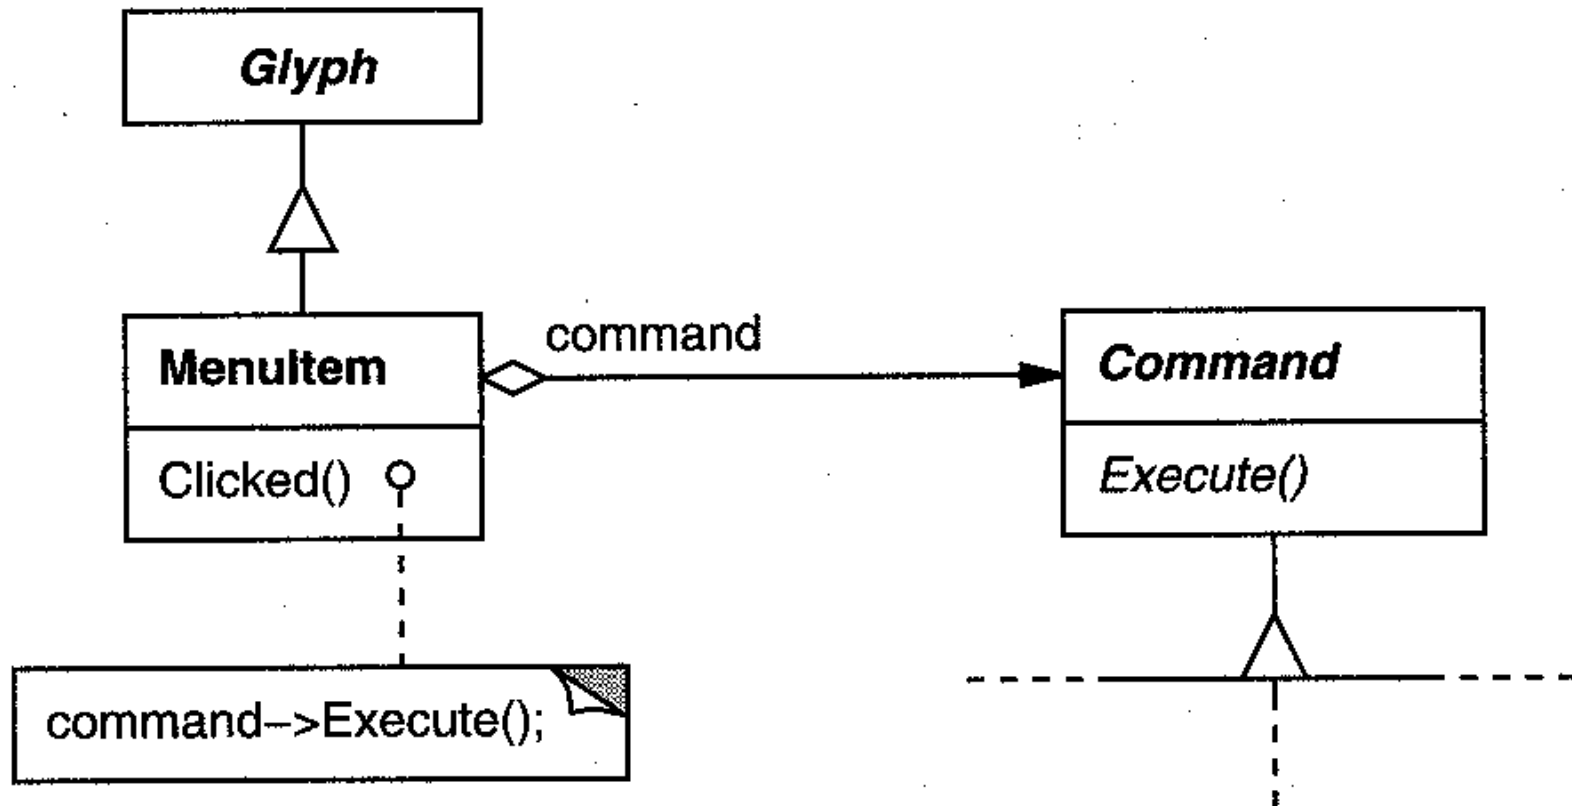 Glyph
MenuItem
Clicked()
command
Command
Execute()
command–>Execute();